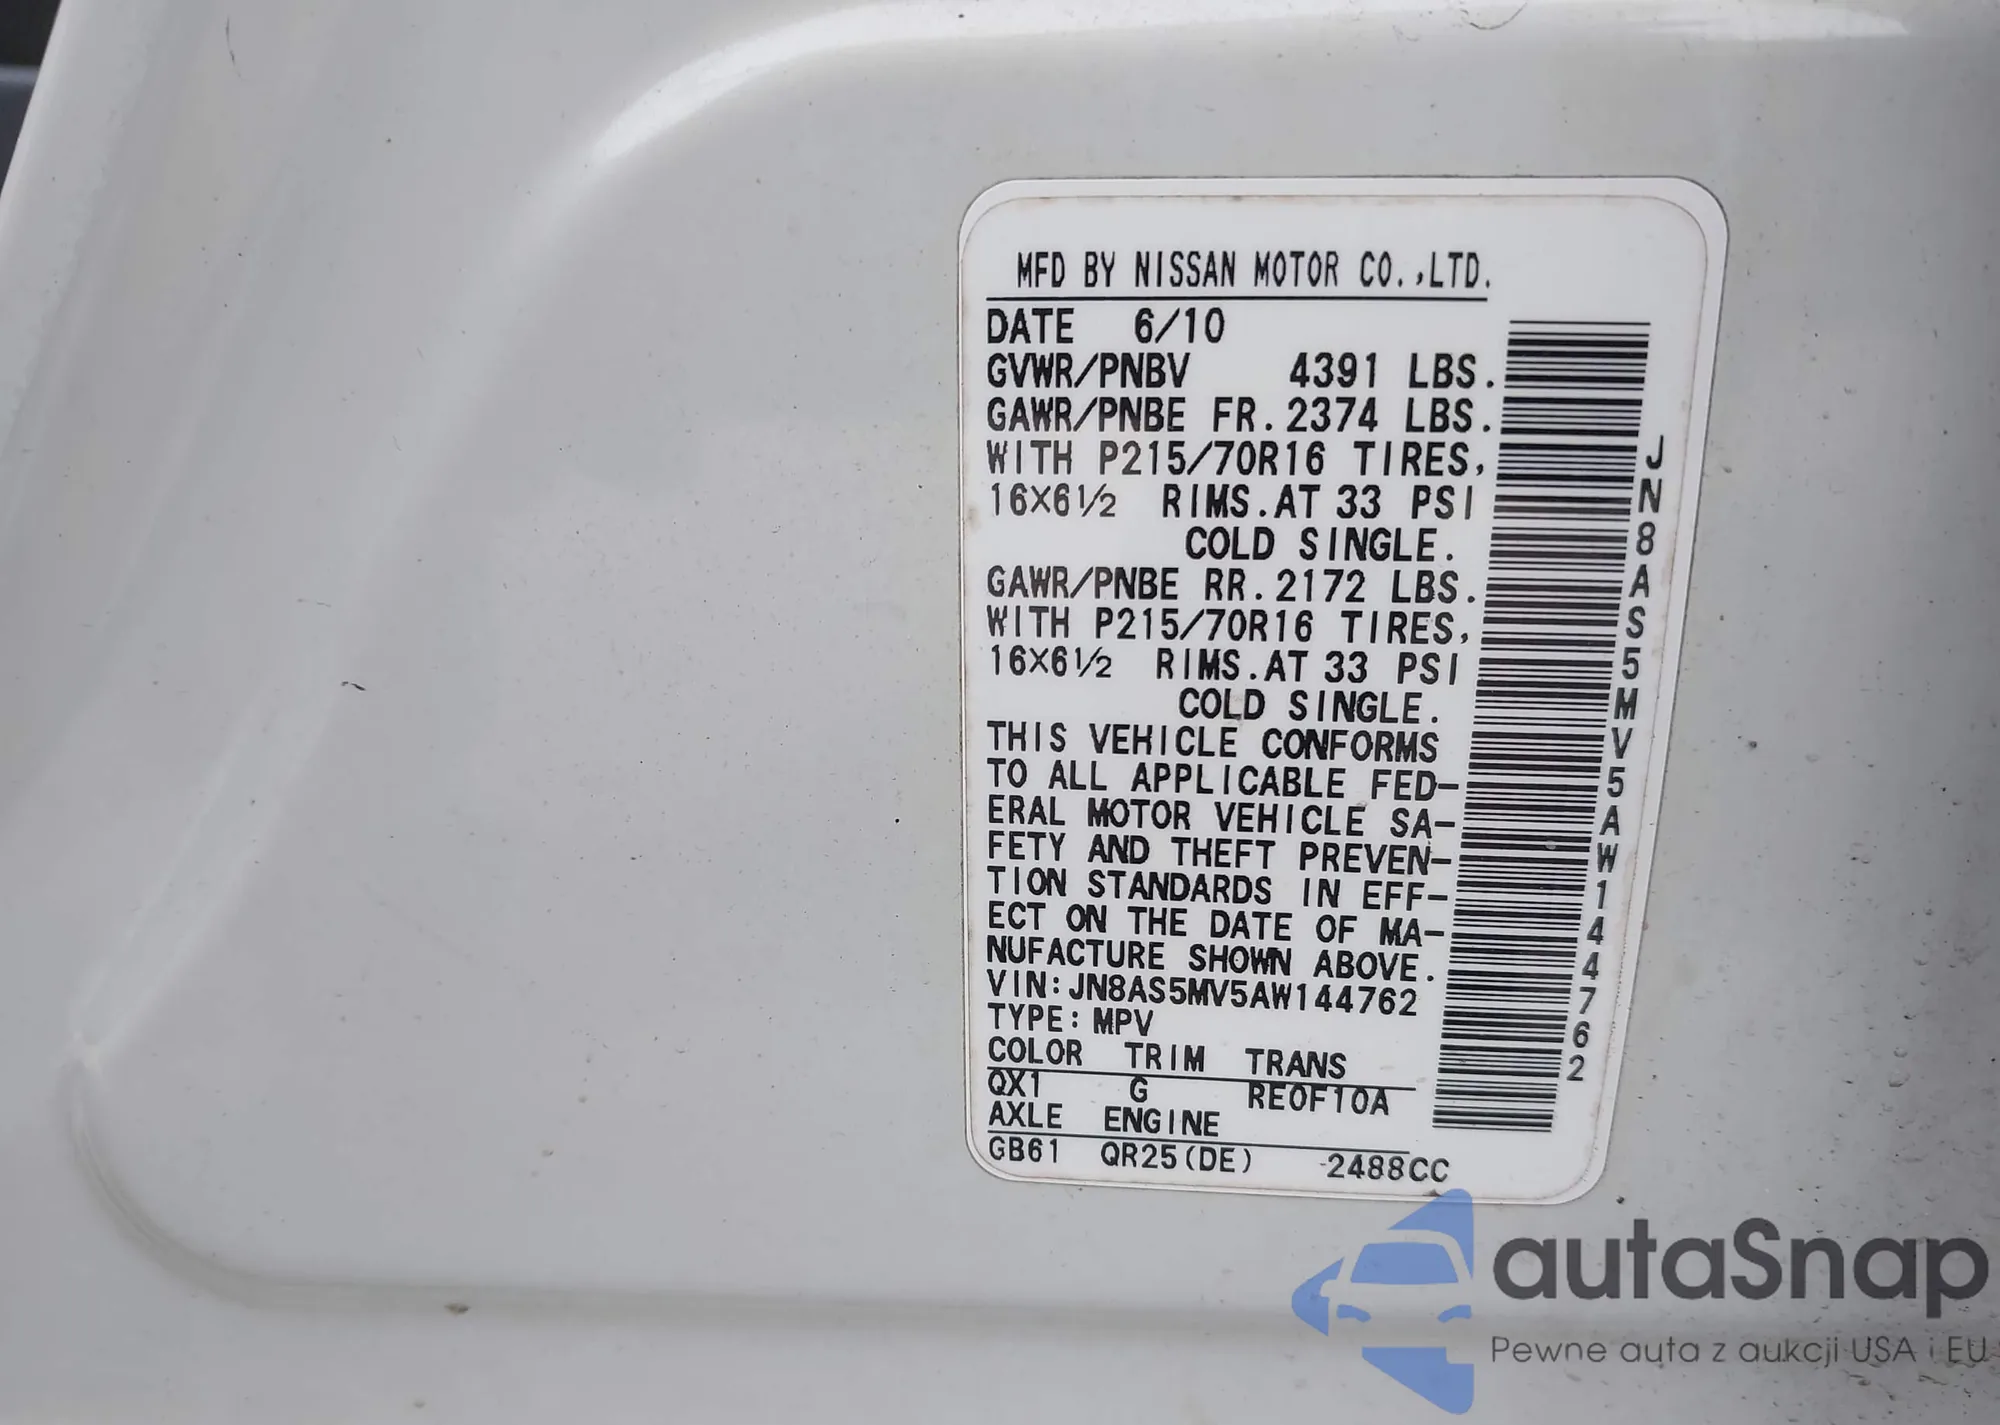 MFD BY NISSAN MOTOR CO.,LTD.
DATE 6/10
GVWR/PNBV 4391 LBS.
GAWR/PNBE FR.2374 LBS.
WITH P215/70R16 TIRES,
16X6½ RIMS.AT 33 PSI
COLD SINGLE.
GAWR/PNBE RR.2172 LBS.
WITH P215/70R16 TIRES,
16X6½ RIMS.AT 33 PSI
COLD SINGLE.
THIS VEHICLE CONFORMS
TO ALL APPLICABLE FED-
ERAL MOTOR VEHICLE SA-
FETY AND THEFT PREVEN-
TION STANDARDS IN EFF-
ECT ON THE DATE OF MA-
NUFACTURE SHOWN ABOVE.
VIN:JN8AS5MV5AW144762
TYPE:MPV
COLOR TRIM TRANS
QX1 G RE0F10A
AXLE ENGINE
GB61 QR25(DE) -2488CC
JN8AS5MV5AW144762
autaSnap
Pewne auta z aukcji USA i EU